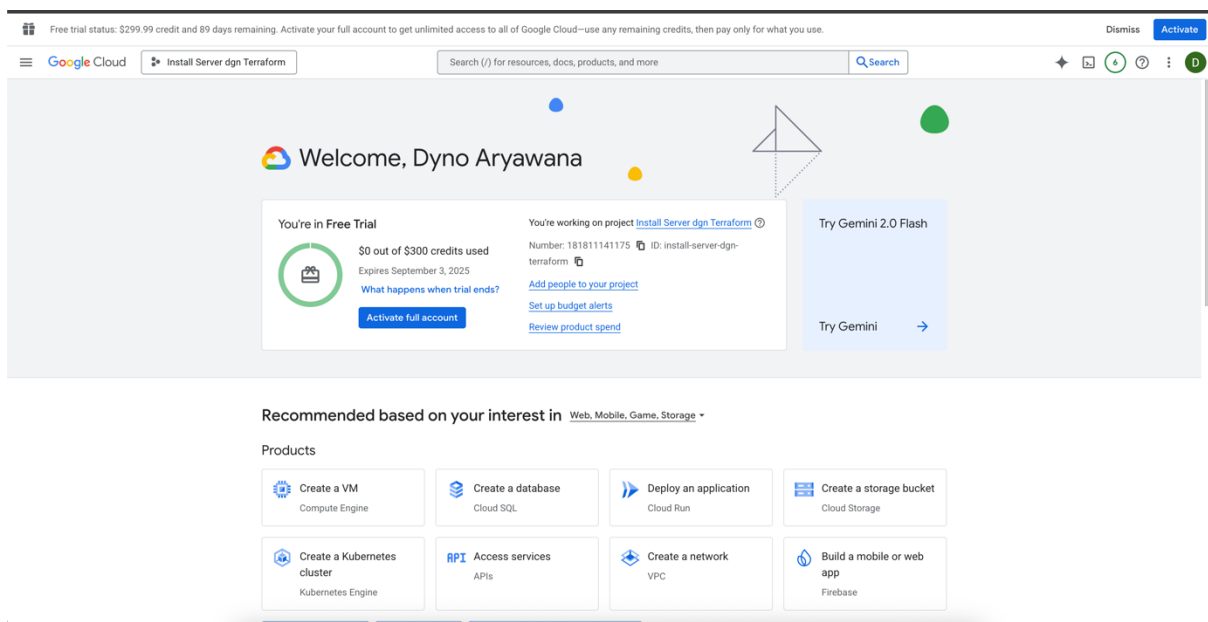 Free trial status: $299.99 credit and 89 days remaining. Activate your full account to get unlimited access to all of Google Cloud—use any remaining credits, then pay only for what you use.
Dismiss
Activate
Google Cloud
Install Server dgn Terraform
Search (/) for resources, docs, products, and more
Search
6
D
Welcome, Dyno Aryawana
You're in Free Trial
$0 out of $300 credits used
Expires September 3, 2025
What happens when trial ends?
Activate full account
You're working on project Install Server dgn Terraform
Number: 181811141175 ID: install-server-dgn-
terraform
Add people to your project
Set up budget alerts
Review product spend
Try Gemini 2.0 Flash
Try Gemini
Recommended based on your interest in Web, Mobile, Game, Storage
Products
Create a VM
Compute Engine
Create a database
Cloud SQL
Deploy an application
Cloud Run
Create a storage bucket
Cloud Storage
Create a Kubernetes
cluster
Kubernetes Engine
API
Access services
APIs
Create a network
VPC
Build a mobile or web
app
Firebase